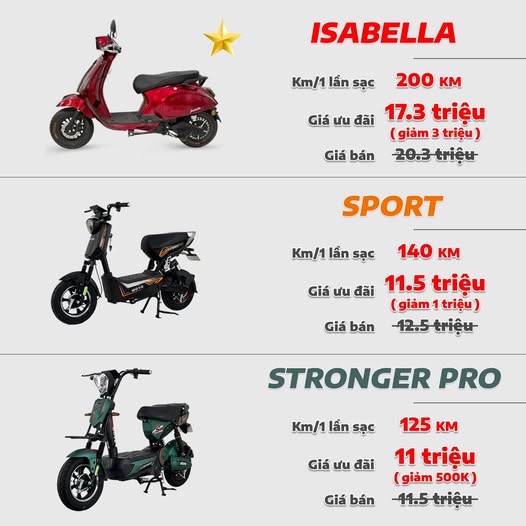 ISABELLA
Km/1 lần sạc 200 KM
Giá ưu đãi 17.3 triệu
( giảm 3 triệu )
Giá bán 20.3 triệu
SPORT
Km/1 lần sạc 140 KM
Giá ưu đãi 11.5 triệu
( giảm 1 triệu )
Giá bán 12.5 triệu
STRONGER PRO
Km/1 lần sạc 125 KM
Giá ưu đãi 11 triệu
( giảm 500K )
Giá bán 11.5 triệu